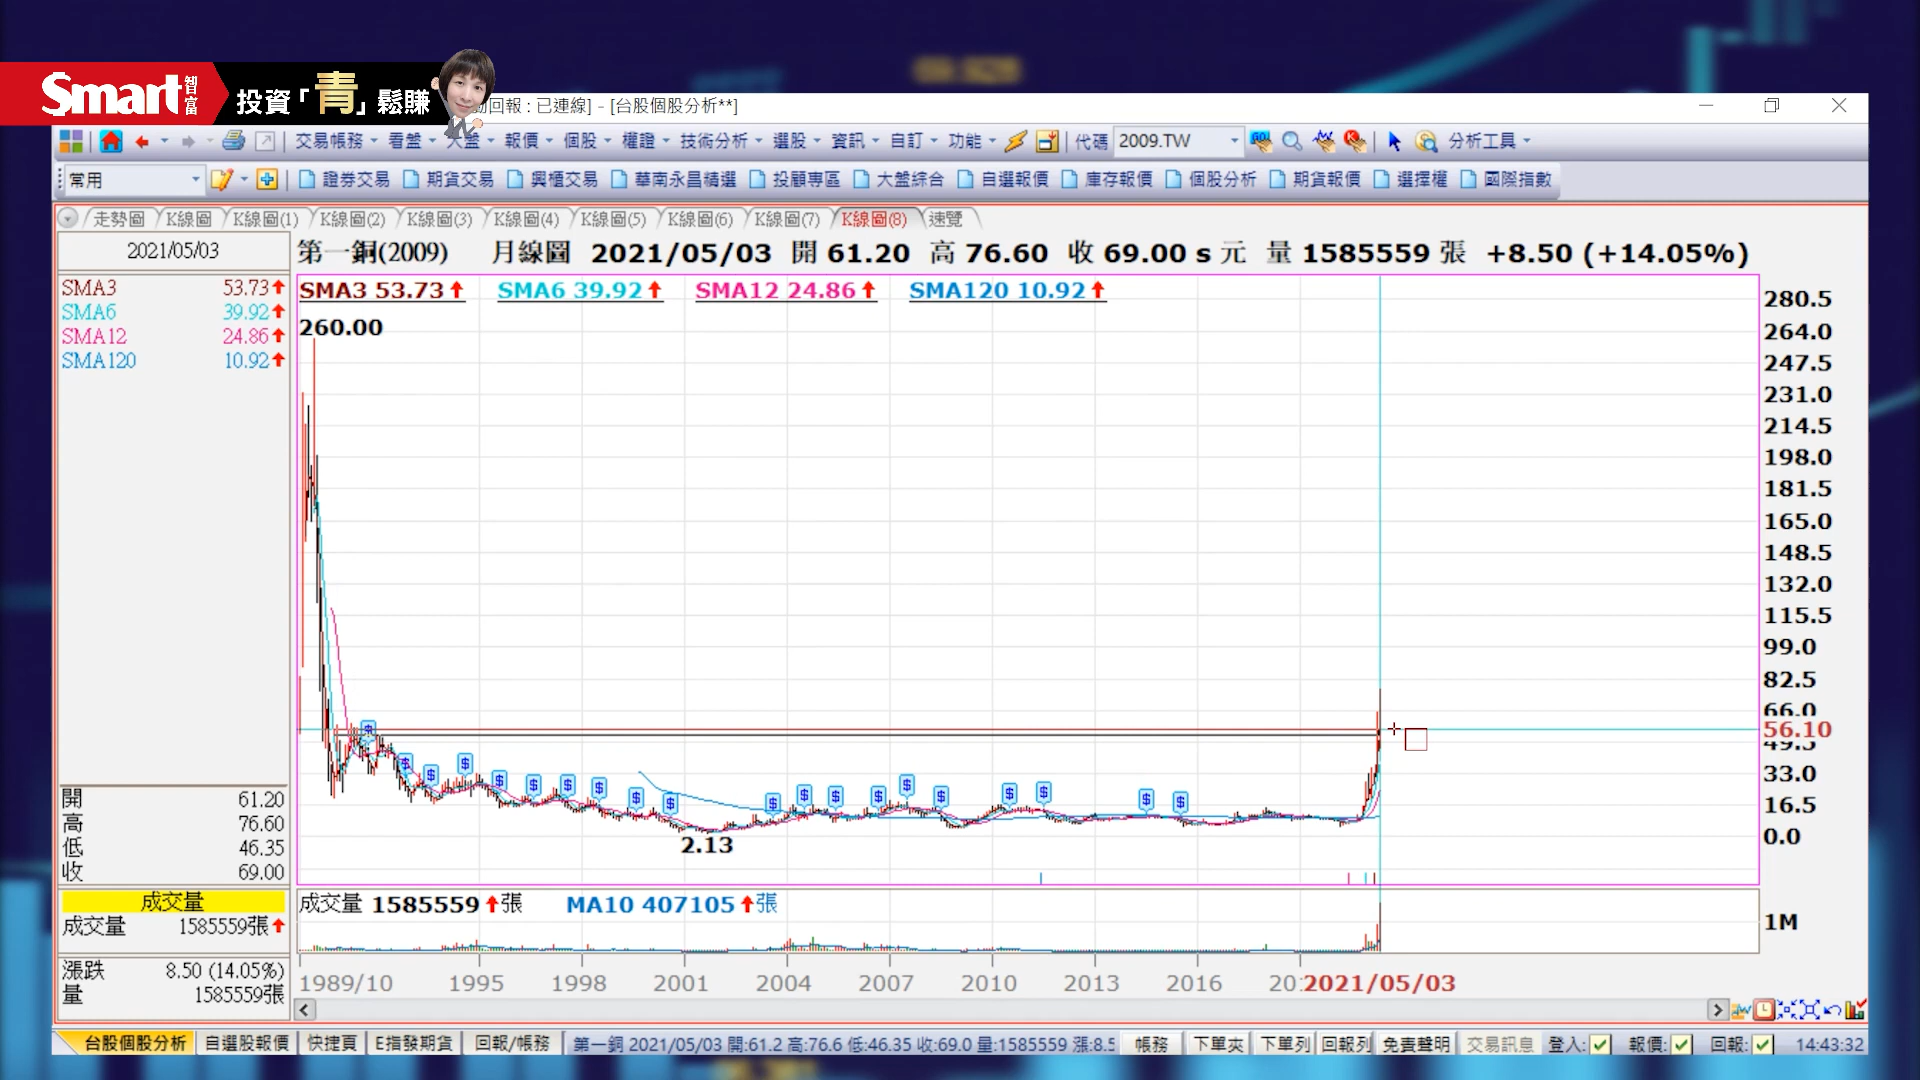 69.928
Smart智富 投資「青」鬆賺
回報 : 已連線] - [台股個股分析**]
交易帳務 看盤 大盤 報價 個股 權證 技術分析 選股 資訊 自訂 功能 代碼 2009.TW 分析工具
常用 證券交易 期貨交易 興櫃交易 華南永昌精選 投顧專區 大盤綜合 自選報價 庫存報價 個股分析 期貨報價 選擇權 國際指數
走勢圖 K線圖 K線圖(1) K線圖(2) K線圖(3) K線圖(4) K線圖(5) K線圖(6) K線圖(7) K線圖(8) 速覽
2021/05/03
第一銅(2009) 月線圖 2021/05/03 開 61.20 高 76.60 收 69.00 s 元 量 1585559 張 +8.50 (+14.05%)
SMA3 53.73
SMA6 39.92
SMA12 24.86
SMA120 10.92
SMA3 53.73 SMA6 39.92 SMA12 24.86 SMA120 10.92
260.00
280.5
264.0
247.5
231.0
214.5
198.0
181.5
165.0
148.5
132.0
115.5
99.0
82.5
66.0
56.10
49.5
33.0
16.5
0.0
2.13
開 61.20
高 76.60
低 46.35
收 69.00
成交量
成交量 1585559張
成交量 1585559 張 MA10 407105 張
1M
漲跌 8.50 (14.05%)
量 1585559張
1989/10 1995 1998 2001 2004 2007 2010 2013 2016 20 2021/05/03
台股個股分析 自選股報價 快捷頁 E指發期貨 回報/帳務 第一銅 2021/05/03 開:61.2 高:76.6 低:46.35 收:69.0 量:1585559 漲:8.5 帳務 下單夾 下單列 回報列 免責聲明 交易訊息 登入: 報價: 回報: 14:43:32